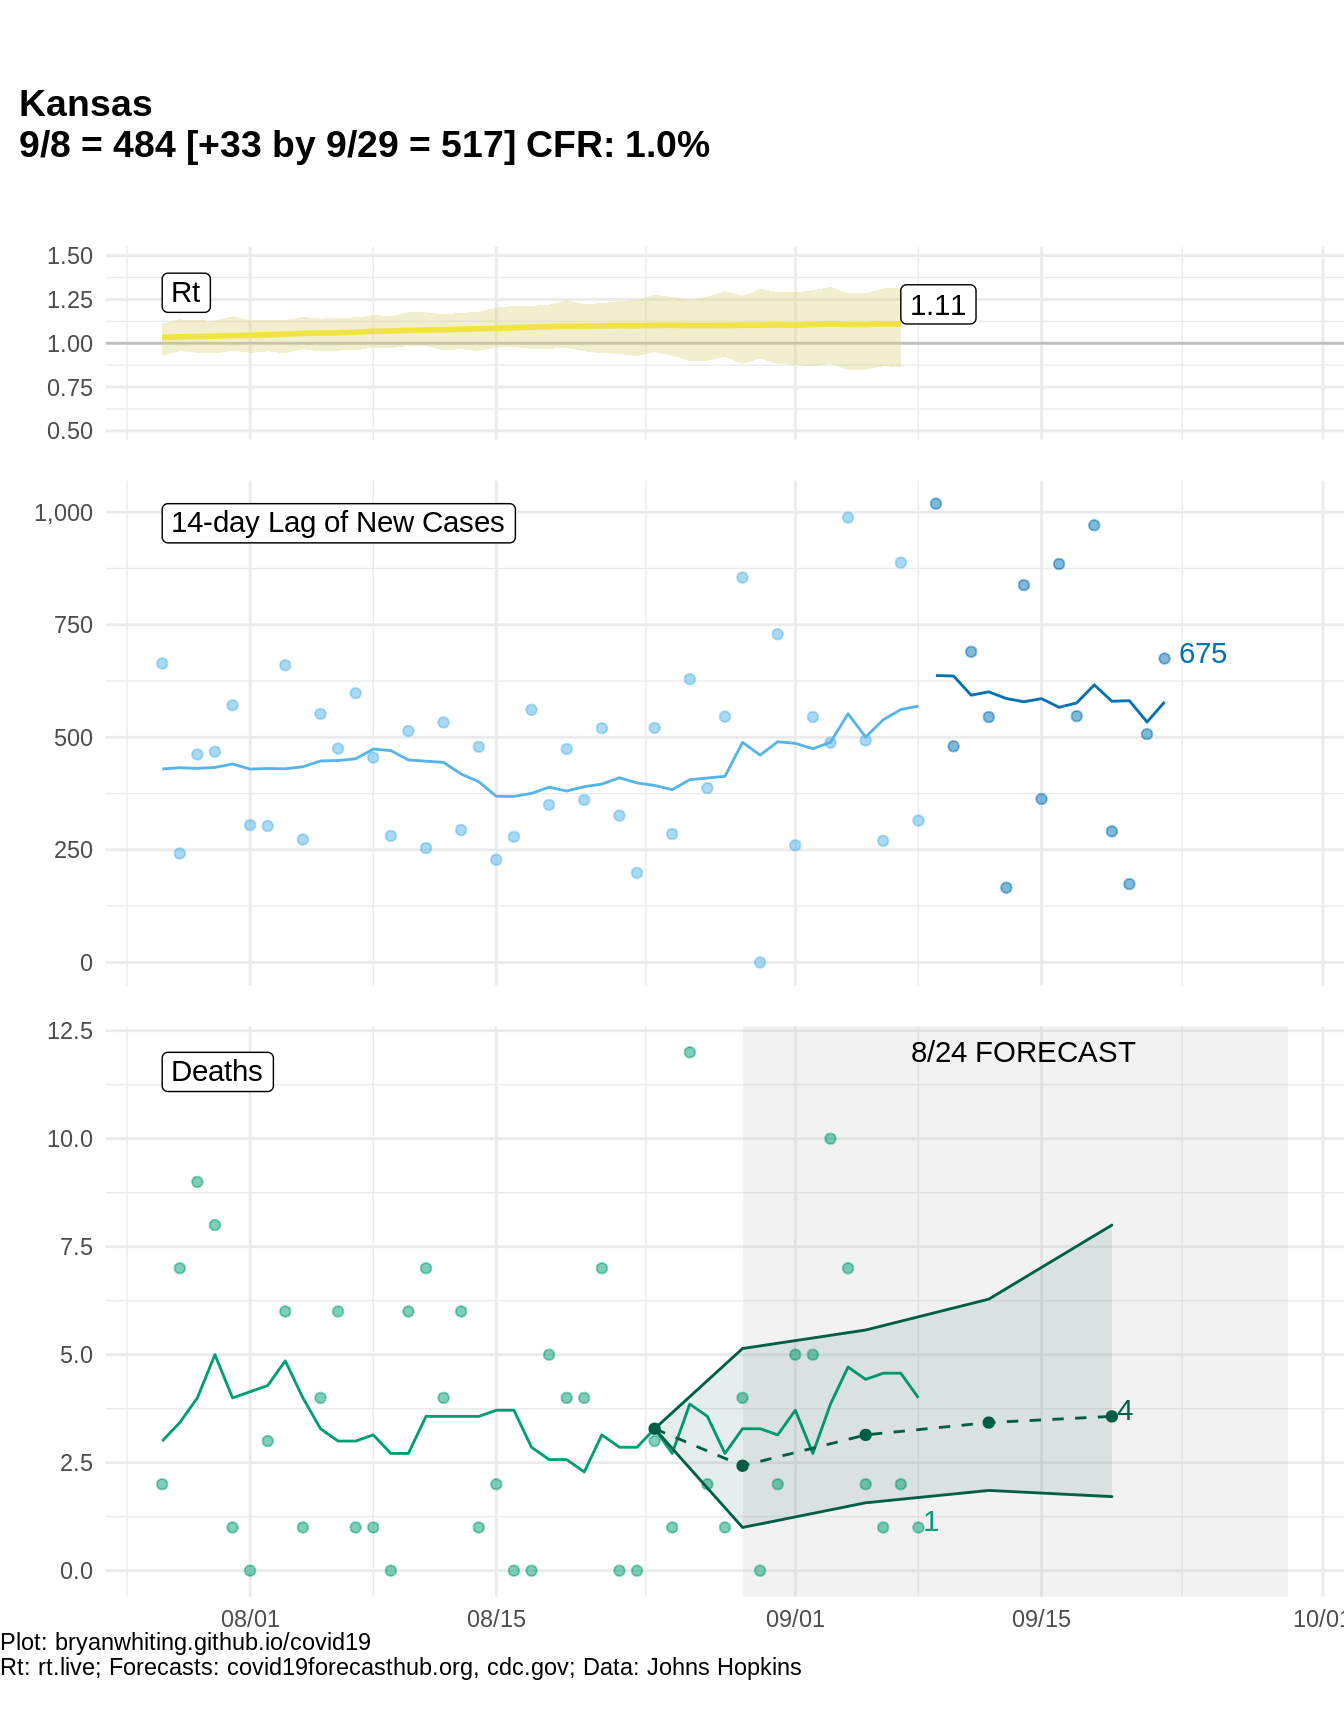 Kansas
9/8 = 484 [+33 by 9/29 = 517] CFR: 1.0%
1.50
1.25
1.00
0.75
0.50
Rt
1.11
1,000
750
500
250
0
14-day Lag of New Cases
675
12.5
10.0
7.5
5.0
2.5
0.0
Deaths
8/24 FORECAST
4
1
08/01 08/15 09/01 09/15 10/01
Plot: bryanwhiting.github.io/covid19
Rt: rt.live; Forecasts: covid19forecasthub.org, cdc.gov; Data: Johns Hopkins